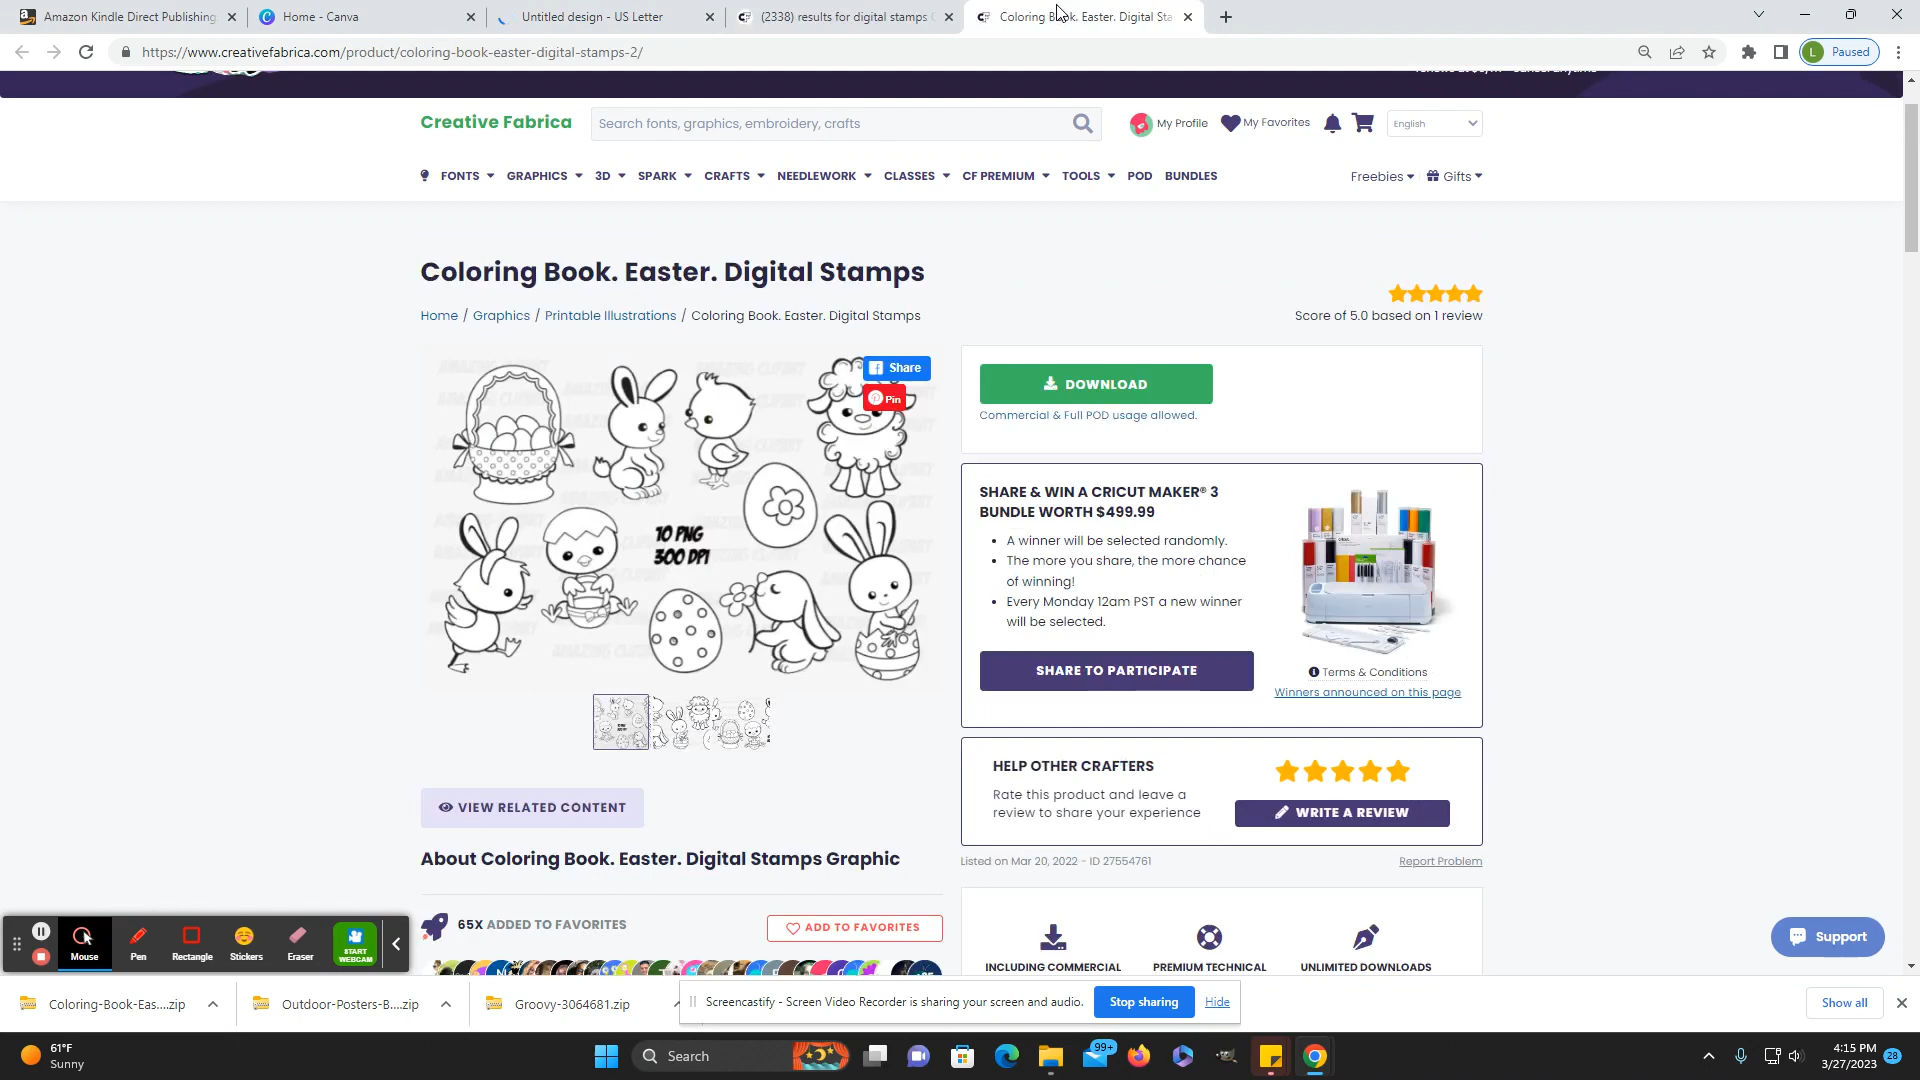 Amazon Kindle Direct Publishing
Home - Canva
Untitled design - US Letter
(2338) results for digital stamps
Coloring Book. Easter. Digital Sta
https://www.creativefabrica.com/product/coloring-book-easter-digital-stamps-2/
L Paused
Creative Fabrica
Search fonts, graphics, embroidery, crafts
My Profile
My Favorites
English
FONTS GRAPHICS 3D SPARK CRAFTS NEEDLEWORK CLASSES CF PREMIUM TOOLS POD BUNDLES
Freebies Gifts
Coloring Book. Easter. Digital Stamps
Home / Graphics / Printable Illustrations / Coloring Book. Easter. Digital Stamps
Score of 5.0 based on 1 review
Share
Pin
10 PNG
300 DPI
DOWNLOAD
Commercial & Full POD usage allowed.
SHARE & WIN A CRICUT MAKER® 3
BUNDLE WORTH $499.99
• A winner will be selected randomly.
• The more you share, the more chance
of winning!
• Every Monday 12am PST a new winner
will be selected.
SHARE TO PARTICIPATE
Terms & Conditions
Winners announced on this page
VIEW RELATED CONTENT
HELP OTHER CRAFTERS
Rate this product and leave a
review to share your experience
WRITE A REVIEW
About Coloring Book. Easter. Digital Stamps Graphic
Listed on Mar 20, 2022 - ID 27554761
Report Problem
65X ADDED TO FAVORITES
ADD TO FAVORITES
INCLUDING COMMERCIAL
PREMIUM TECHNICAL
UNLIMITED DOWNLOADS
Support
Mouse
Pen
Rectangle
Stickers
Eraser
START
WEBCAM
Coloring-Book-Eas....zip
Outdoor-Posters-B....zip
Groovy-3064681.zip
Screencastify - Screen Video Recorder is sharing your screen and audio.
Stop sharing
Hide
Show all
61°F
Sunny
Search
99+
4:15 PM
3/27/2023
28